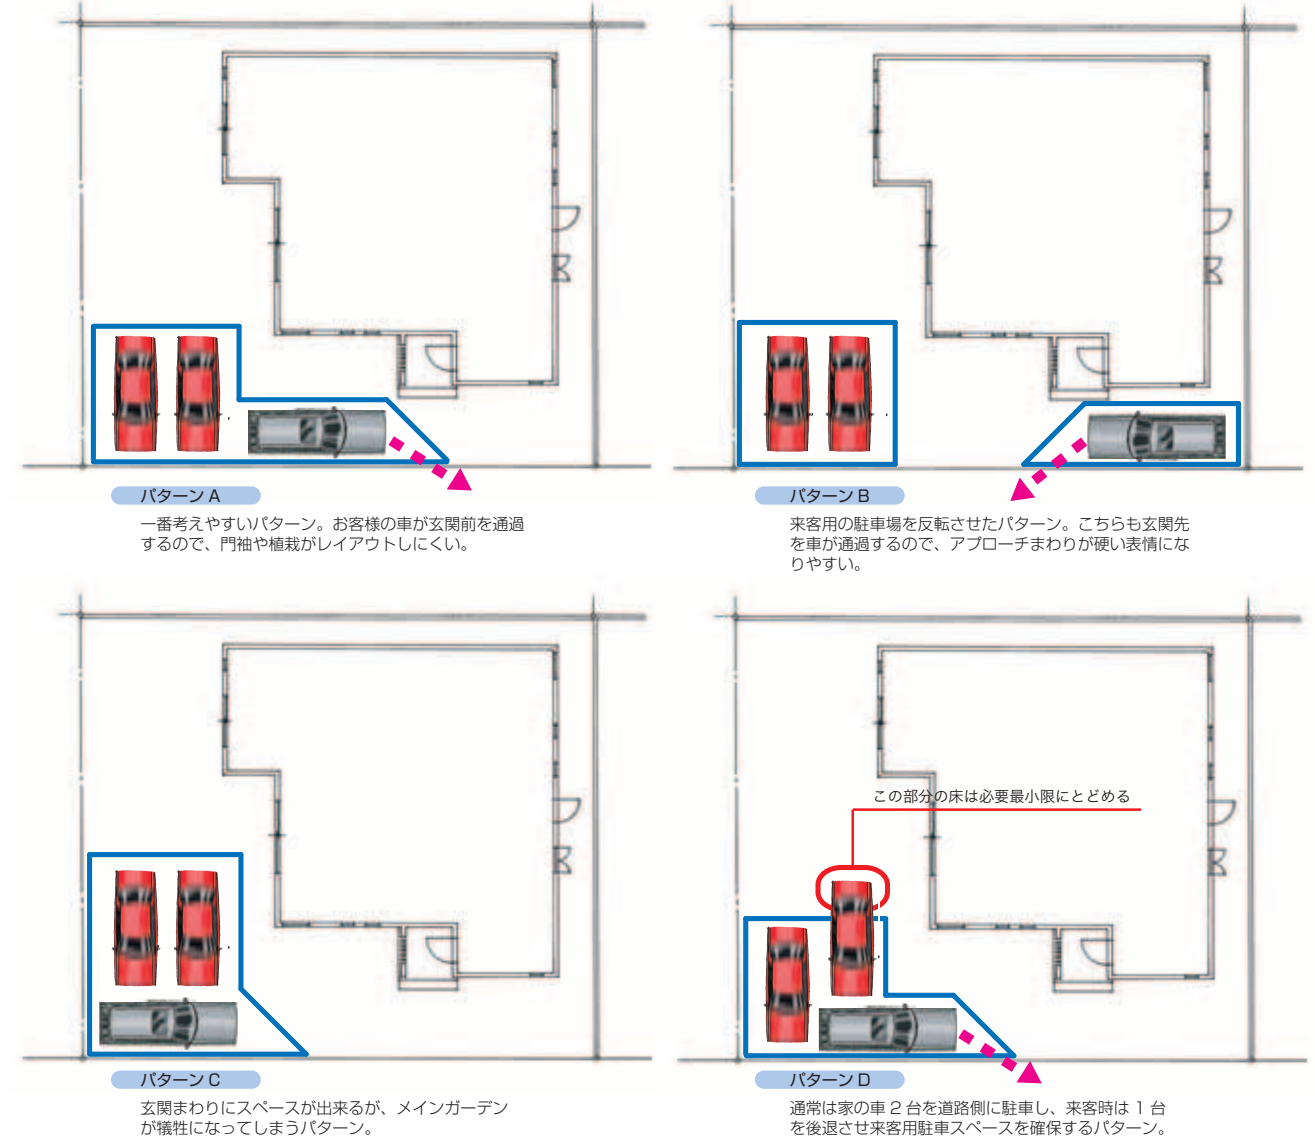 パターン A
一番考えやすいパターン。お客様の車が玄関前を通過
するので、門袖や植栽がレイアウトしにくい。
パターン B
来客用の駐車場を反転させたパターン。こちらも玄関先
を車が通過するので、アプローチまわりが硬い表情にな
りやすい。
パターン C
玄関まわりにスペースが出来るが、メインガーデン
が犠牲になってしまうパターン。
この部分の床は必要最小限にとどめる
パターン D
通常は家の車 2 台を道路側に駐車し、来客時は 1 台
を後退させ来客用駐車スペースを確保するパターン。